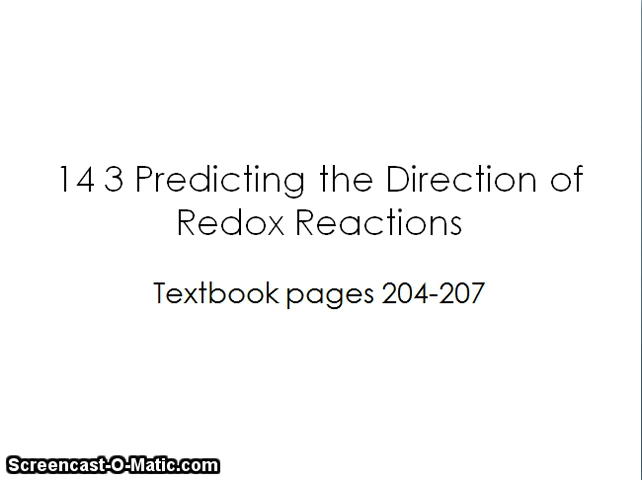 14 3 Predicting the Direction of
Redox Reactions
Textbook pages 204-207
Screencast-O-Matic.com